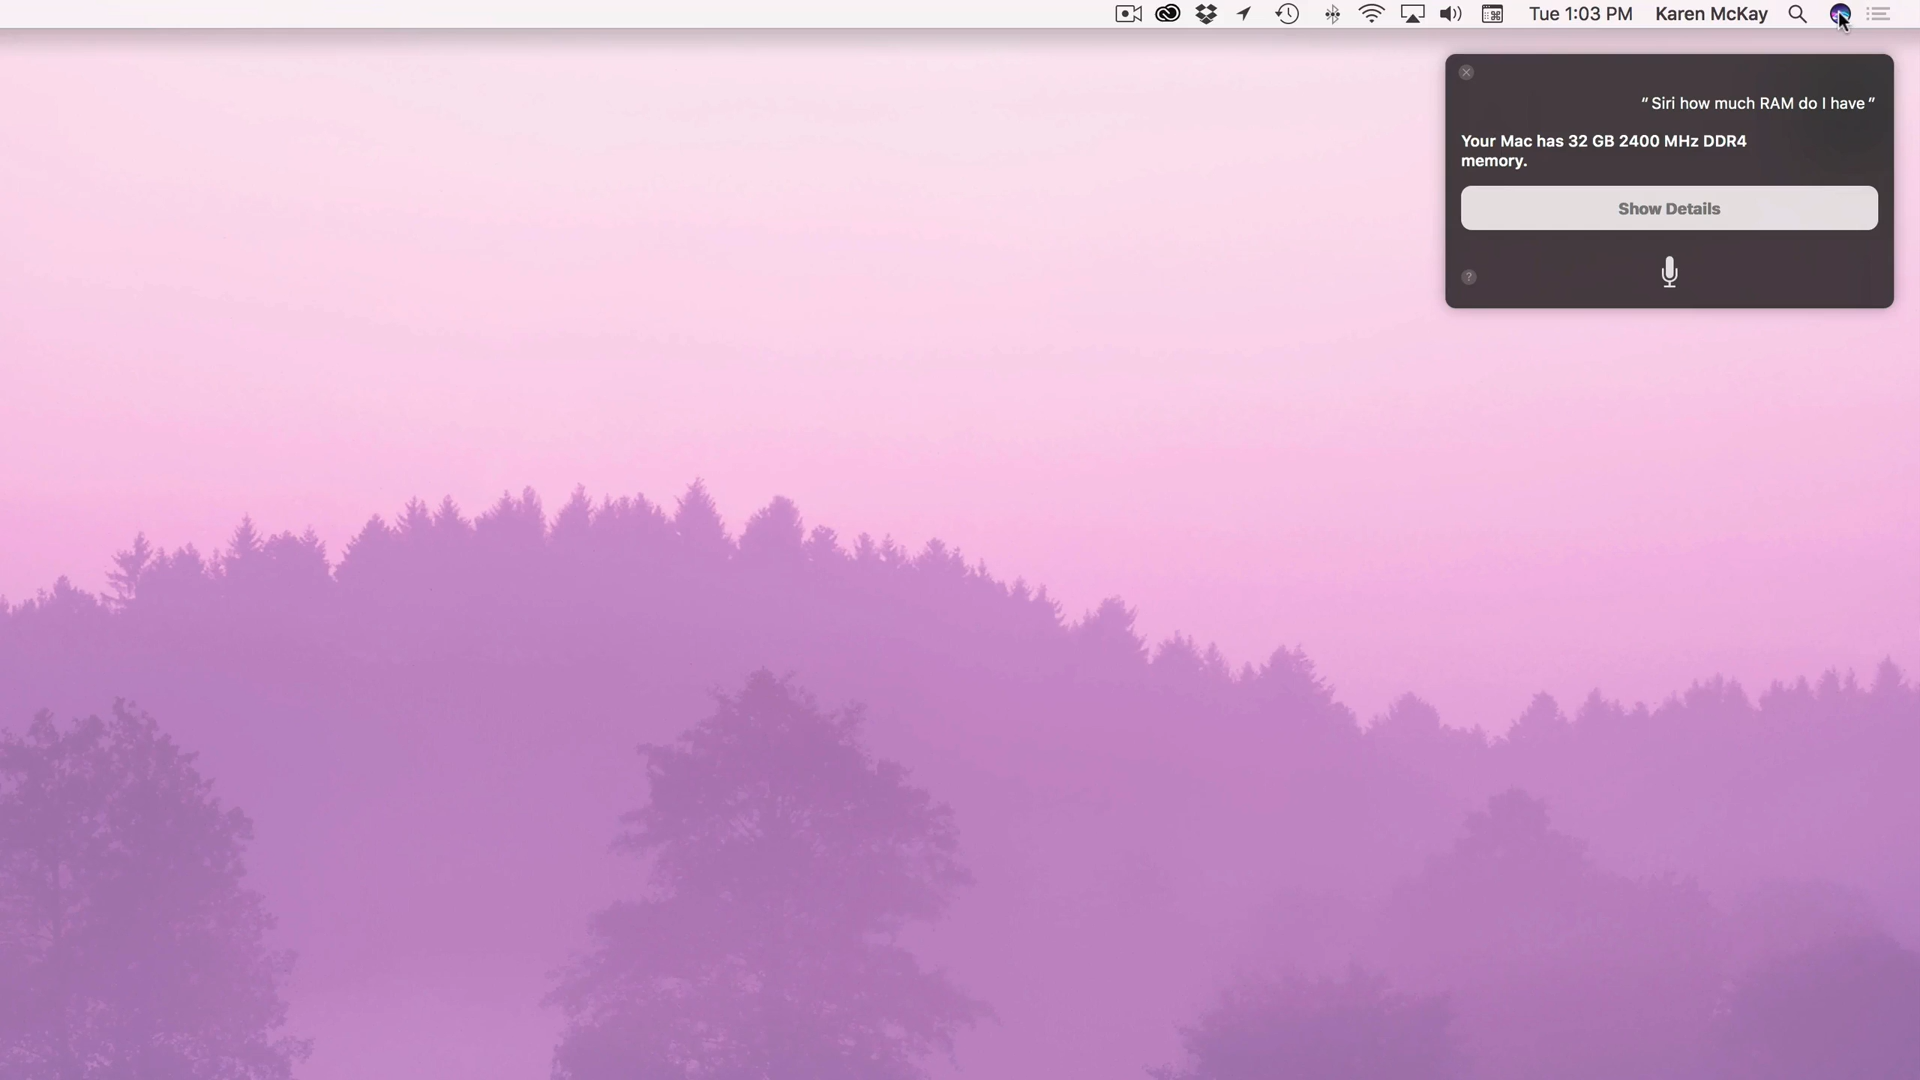 Tue 1:03 PM Karen McKay
“ Siri how much RAM do I have ”
Your Mac has 32 GB 2400 MHz DDR4
memory.
Show Details
?